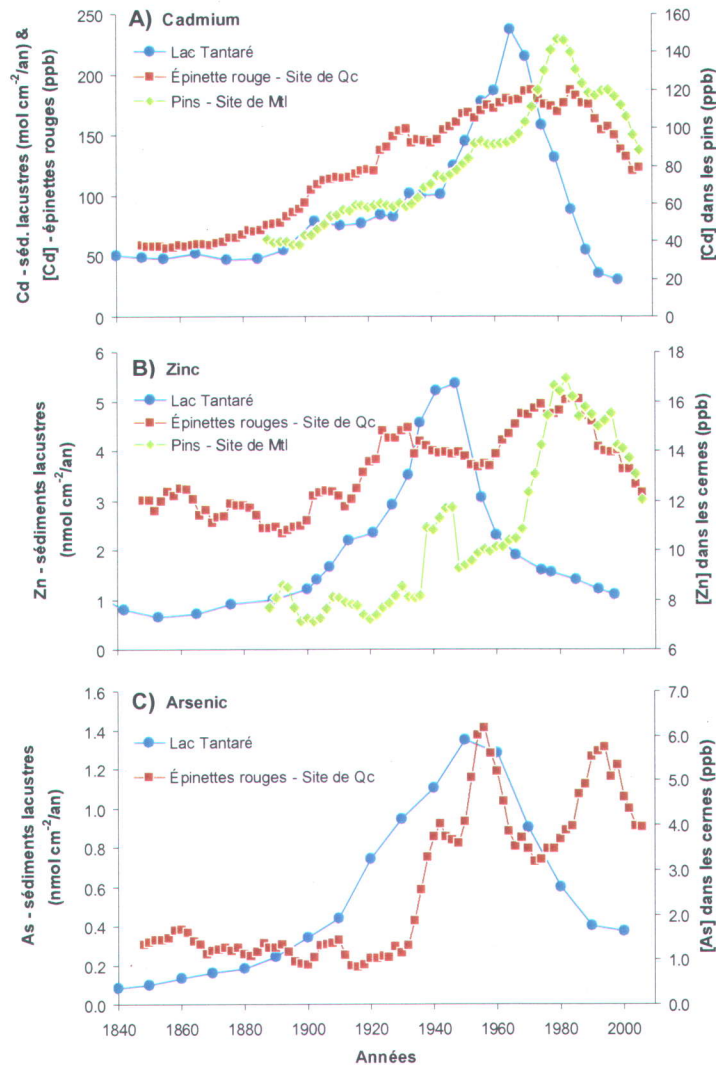 A) Cadmium
Lac Tantaré
Épinette rouge - Site de Qc
Pins - Site de Mtl
250
200
150
100
50
0
Cd - séd. lacustres (mol cm⁻²/an) &
[Cd] - épinettes rouges (ppb)
160
140
120
100
80
60
40
20
0
[Cd] dans les pins (ppb)
B) Zinc
Lac Tantaré
Épinettes rouges - Site de Qc
Pins - Site de Mtl
6
5
4
3
2
1
0
Zn - sédiments lacustres
(nmol cm⁻²/an)
18
16
14
12
10
8
6
[Zn] dans les cernes (ppb)
C) Arsenic
Lac Tantaré
Épinettes rouges - Site de Qc
1.6
1.4
1.2
1.0
0.8
0.6
0.4
0.2
0.0
As - sédiments lacustres
(nmol cm⁻²/an)
7.0
6.0
5.0
4.0
3.0
2.0
1.0
0.0
[As] dans les cernes (ppb)
1840 1860 1880 1900 1920 1940 1960 1980 2000
Années